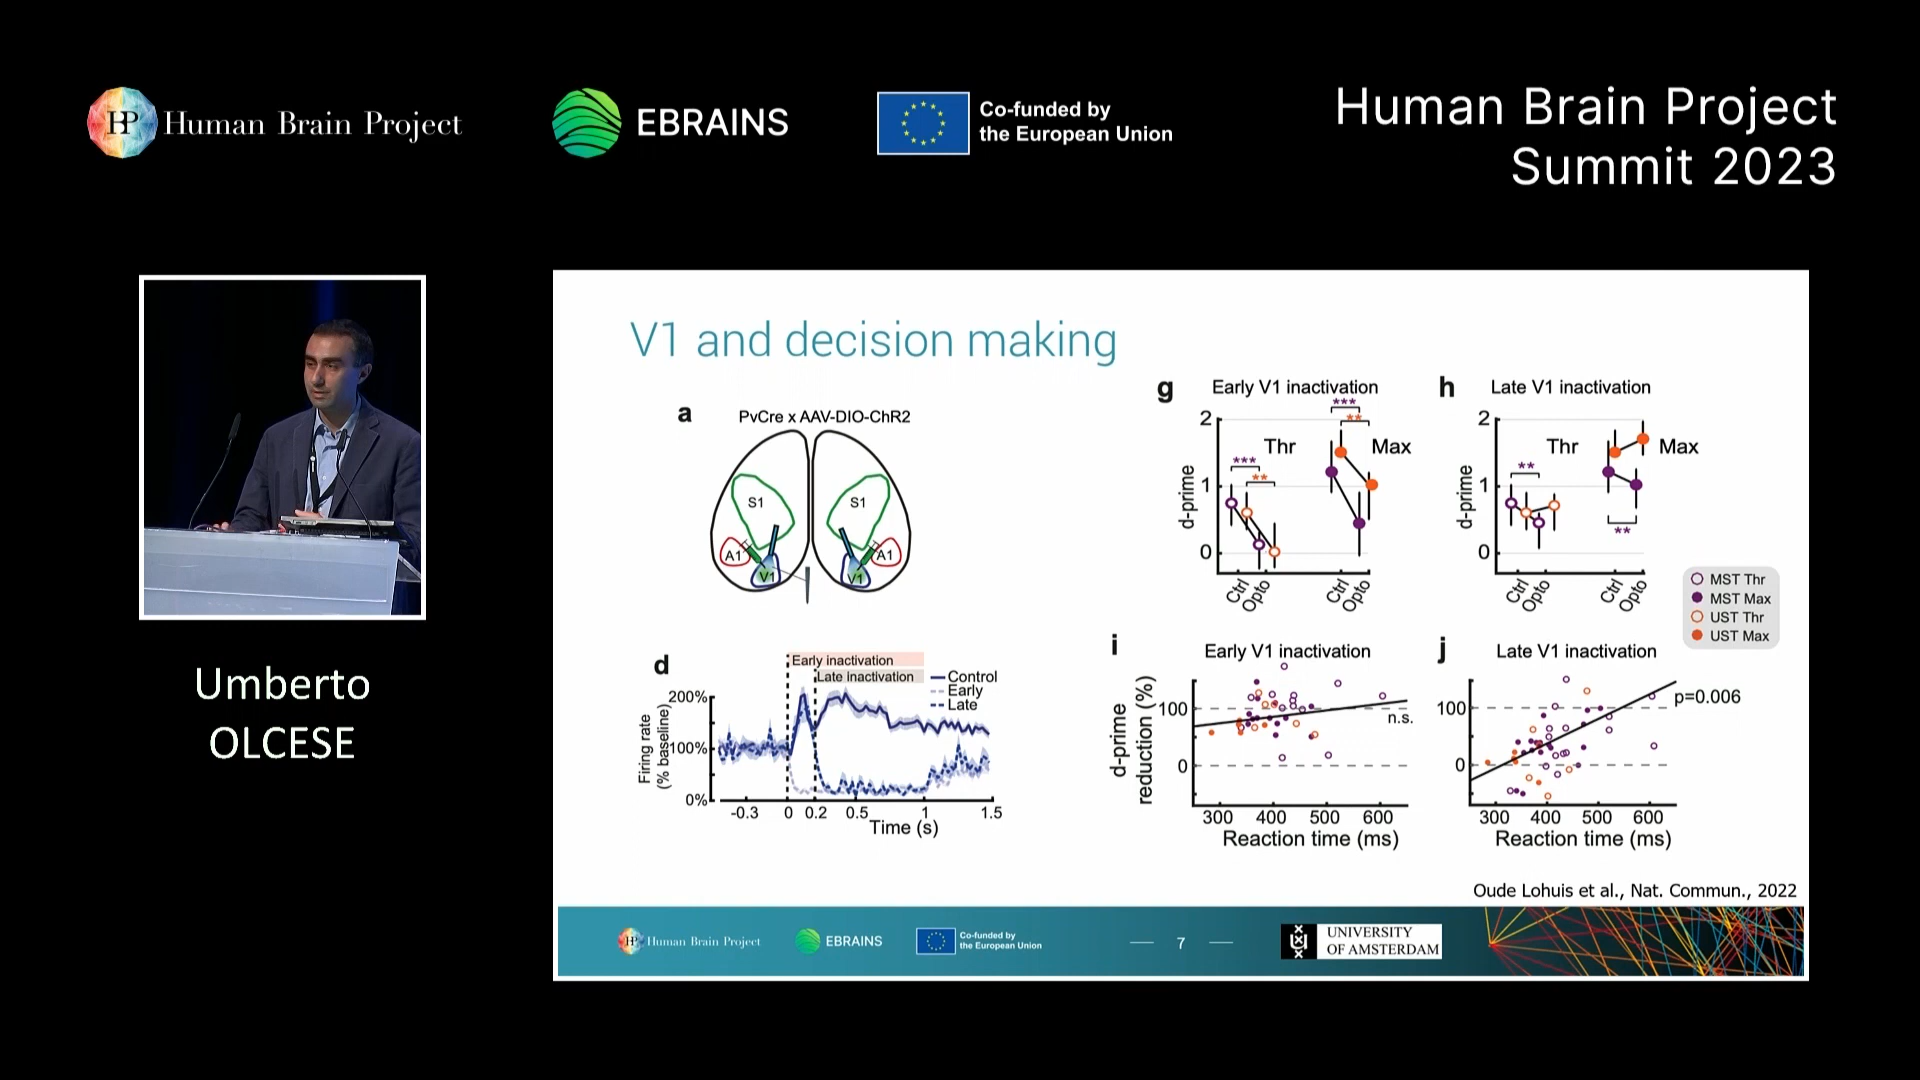 HP Human Brain Project
EBRAINS
Co-funded by
the European Union
Human Brain Project
Summit 2023
Umberto
OLCESE
V1 and decision making
a
PvCre x AAV-DIO-ChR2
S1
S1
A1
A1
V1
V1
d
Early inactivation
Late inactivation
Control
Early
Late
Firing rate
(% baseline)
200%
100%
0%
-0.3 0 0.2 0.5 1 1.5
Time (s)
g
Early V1 inactivation
***
**
Thr
Max
***
**
d-prime
2
1
0
Ctrl
Opto
Ctrl
Opto
h
Late V1 inactivation
Thr
Max
**
**
d-prime
2
1
0
Ctrl
Opto
Ctrl
Opto
MST Thr
MST Max
UST Thr
UST Max
i
Early V1 inactivation
d-prime
reduction (%)
100
0
n.s.
300 400 500 600
Reaction time (ms)
j
Late V1 inactivation
100
0
p=0.006
300 400 500 600
Reaction time (ms)
Oude Lohuis et al., Nat. Commun., 2022
HP Human Brain Project
EBRAINS
Co-funded by
the European Union
7
UNIVERSITY
OF AMSTERDAM